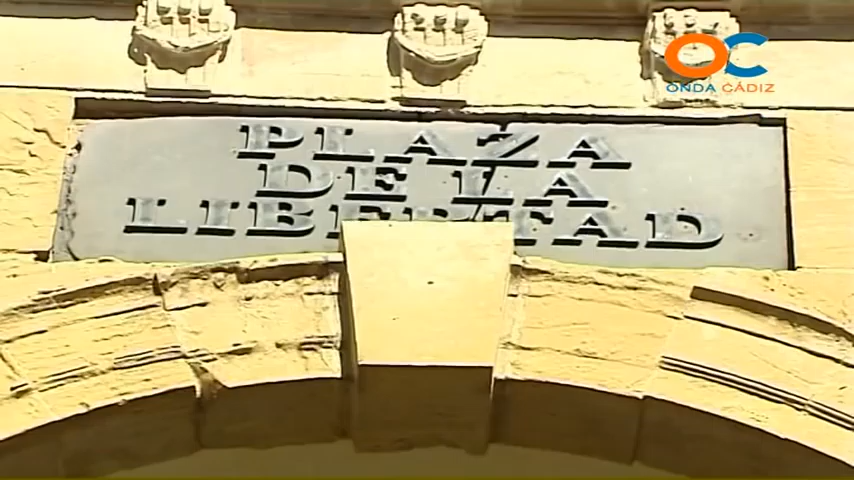 OC
ONDA CÁDIZ
PLAZA
DE LA
LIBERTAD